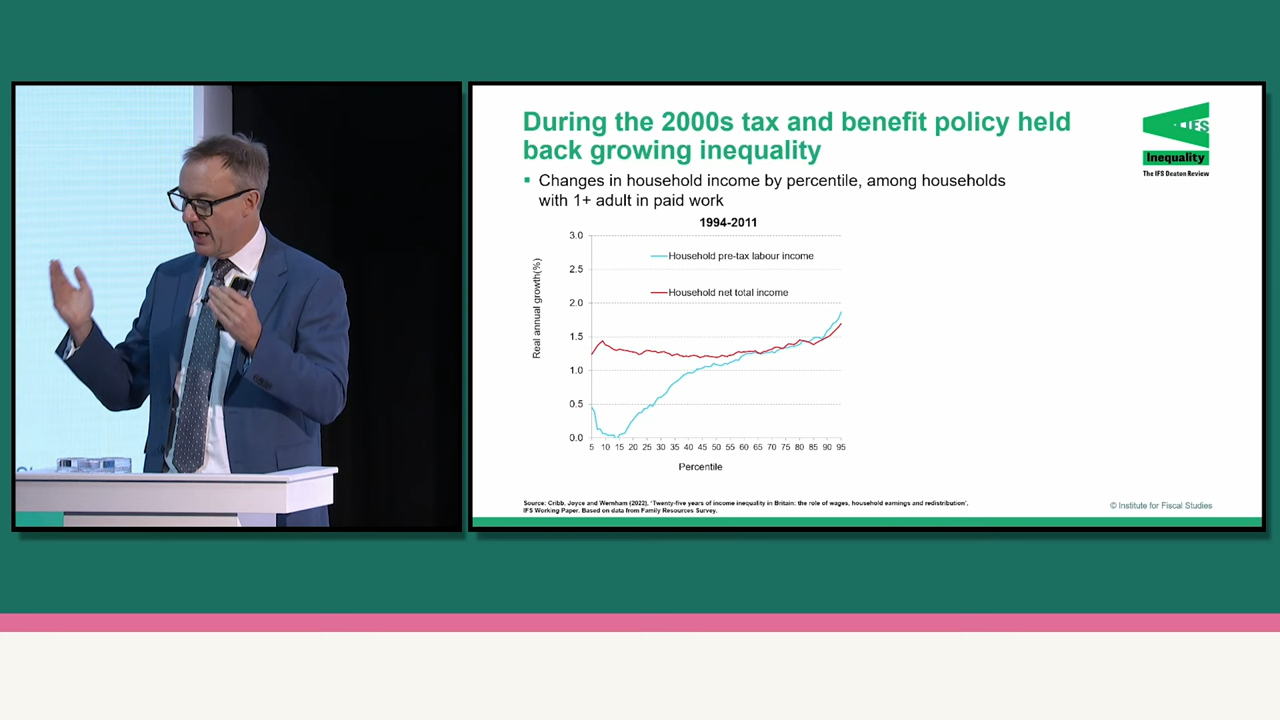 During the 2000s tax and benefit policy held
back growing inequality
IFS
Inequality
The IFS Deaton Review
Changes in household income by percentile, among households
with 1+ adult in paid work
1994-2011
Real annual growth(%)
3.0
2.5
2.0
1.5
1.0
0.5
0.0
Household pre-tax labour income
Household net total income
5 10 15 20 25 30 35 40 45 50 55 60 65 70 75 80 85 90 95
Percentile
Source: Cribb, Joyce and Wernham (2022), 'Twenty-five years of income inequality in Britain: the role of wages, household earnings and redistribution'.
IFS Working Paper. Based on data from Family Resources Survey.
© Institute for Fiscal Studies